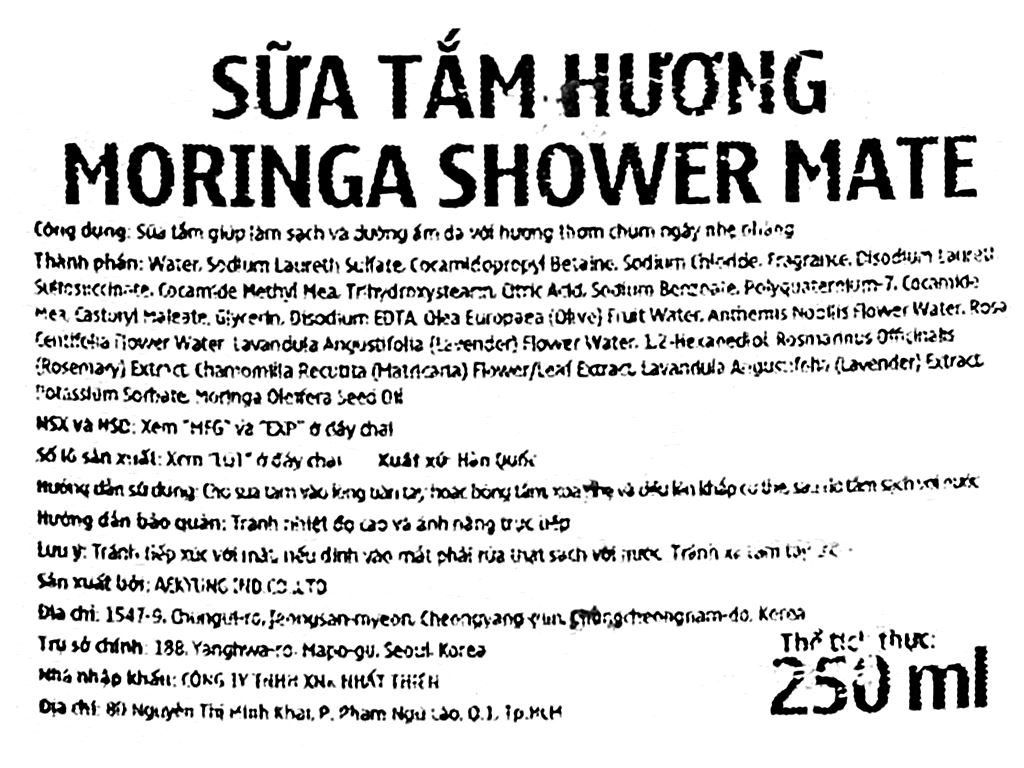 SỮA TẮM HƯƠNG
MORINGA SHOWER MATE
Công dụng: Sữa tắm giúp làm sạch và dưỡng ẩm da với hương thơm chùm ngây nhẹ nhàng
Thành phần: Water, Sodium Laureth Sulfate, Cocamidopropyl Betaine, Sodium Chloride, Fragrance, Disodium Laureth
Sulfosuccinate, Cocamide Methyl Mea, Trihydroxystearin, Citric Acid, Sodium Benzoate, Polyquaternium-7, Cocamide
Mea, Castoryl Maleate, Glycerin, Disodium EDTA, Olea Europaea (Olive) Fruit Water, Anthemis Nobilis Flower Water, Rosa
Centifolia Flower Water, Lavandula Angustifolia (Lavender) Flower Water, 1,2-Hexanediol, Rosmarinus Officinalis
(Rosemary) Extract, Chamomilla Recutita (Matricaria) Flower/Leaf Extract, Lavandula Angustifolia (Lavender) Extract,
Potassium Sorbate, Moringa Oleifera Seed Oil
NSX và HSD: Xem "MFG" và "EXP" ở đáy chai
Số lô sản xuất: Xem "LOT" ở đáy chai Xuất xứ: Hàn Quốc
Hướng dẫn sử dụng: Cho sữa tắm vào lòng bàn tay hoặc bông tắm, xoa nhẹ và đều lên khắp cơ thể, sau đó tắm sạch với nước
Hướng dẫn bảo quản: Tránh nhiệt độ cao và ánh nắng trực tiếp
Lưu ý: Tránh tiếp xúc với mắt, nếu dính vào mắt phải rửa thật sạch với nước. Tránh xa tầm tay
Sản xuất bởi: AEKYUNG IND.CO.,LTD
Địa chỉ: 1547-9, Chungui-ro, Jeongsan-myeon, Cheongyang-gun, Chungcheongnam-do, Korea
Trụ sở chính: 188, Yanghwa-ro, Mapo-gu, Seoul, Korea
Nhà nhập khẩu: CÔNG TY TNHH XNK NHẤT THIÊN
Địa chỉ: 80 Nguyễn Thị Minh Khai, P. Phạm Ngũ Lão, Q.1, Tp.HCM
Thể tích thực:
250 ml